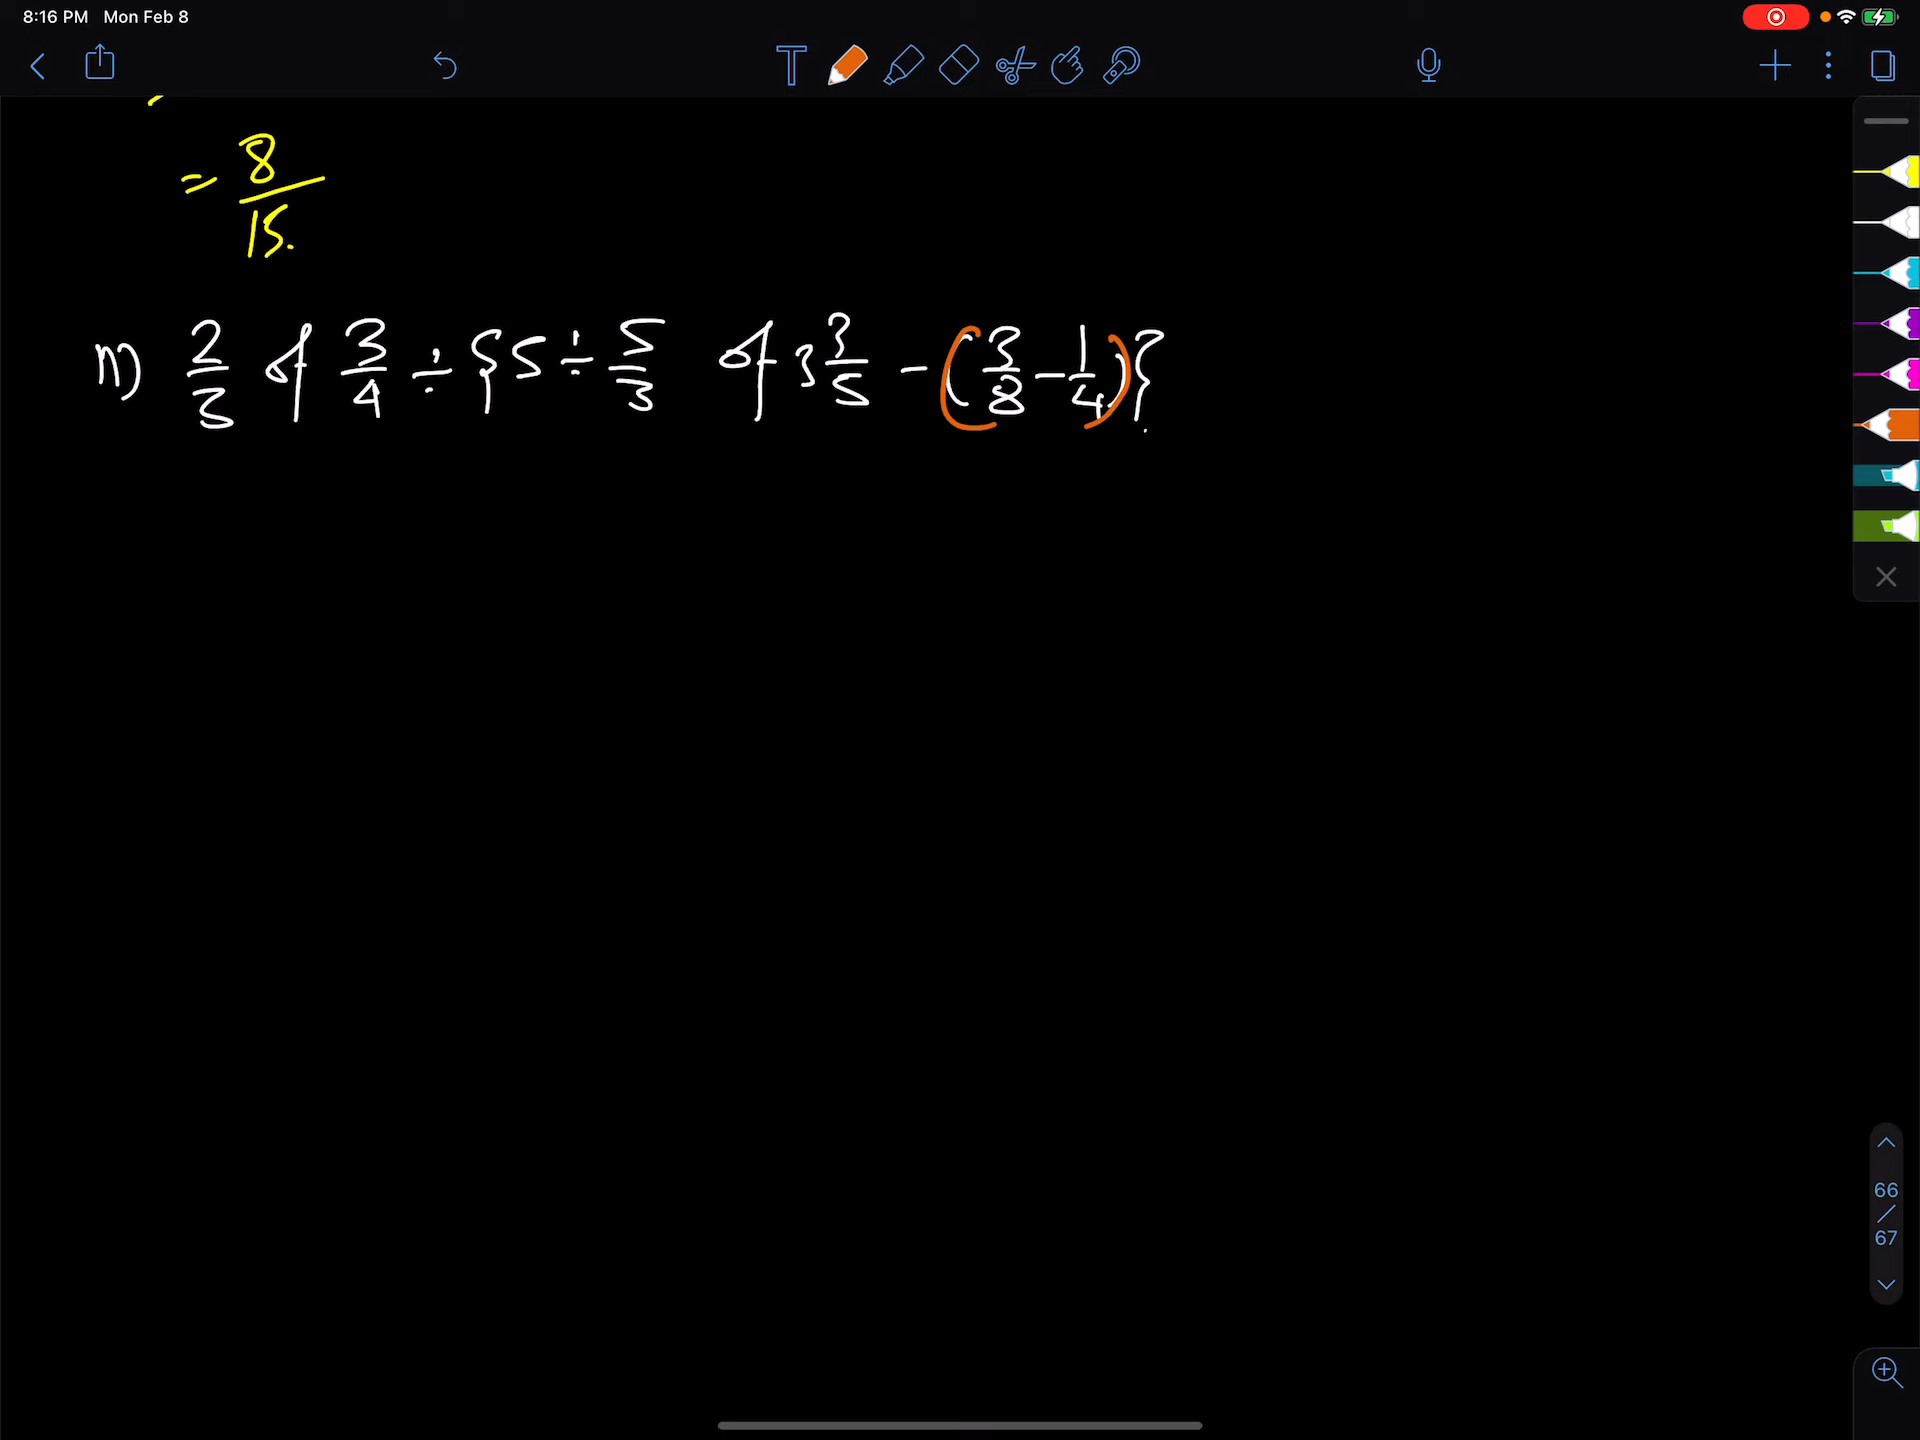 8:16 PM Mon Feb 8
= 8/15.
n) 2/3 of 3/4 ÷ {5 ÷ 5/3 of 3 3/5 - (3/8 - 1/4)}
66
/
67